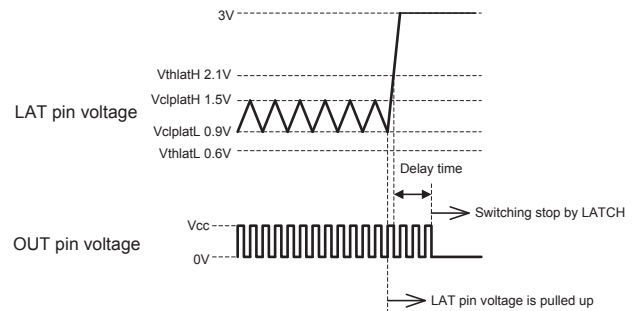 3V
VthlatH 2.1V
VclplatH 1.5V
LAT pin voltage
VclplatL 0.9V
VthlatL 0.6V
Delay time
Switching stop by LATCH
Vcc
OUT pin voltage
0V
LAT pin voltage is pulled up